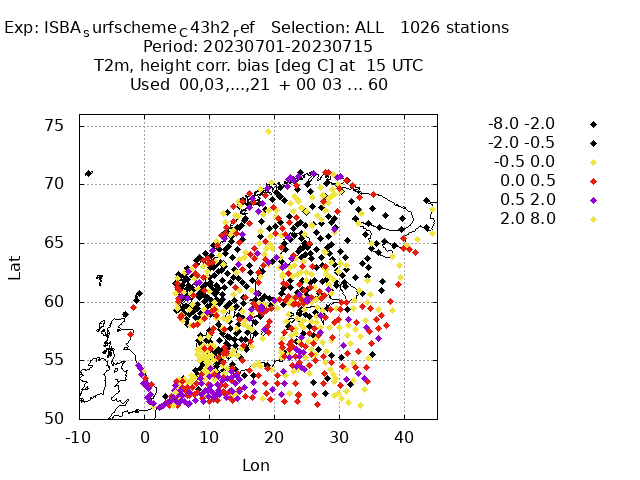 Exp: ISBAsurfschemeC43h2ref Selection: ALL 1026 stations
Period: 20230701-20230715
T2m, height corr. bias [deg C] at 15 UTC
Used 00,03,...,21 + 00 03 ... 60
-8.0 -2.0
-2.0 -0.5
-0.5 0.0
0.0 0.5
0.5 2.0
2.0 8.0
75
70
65
60
55
50
Lat
-10 0 10 20 30 40
Lon